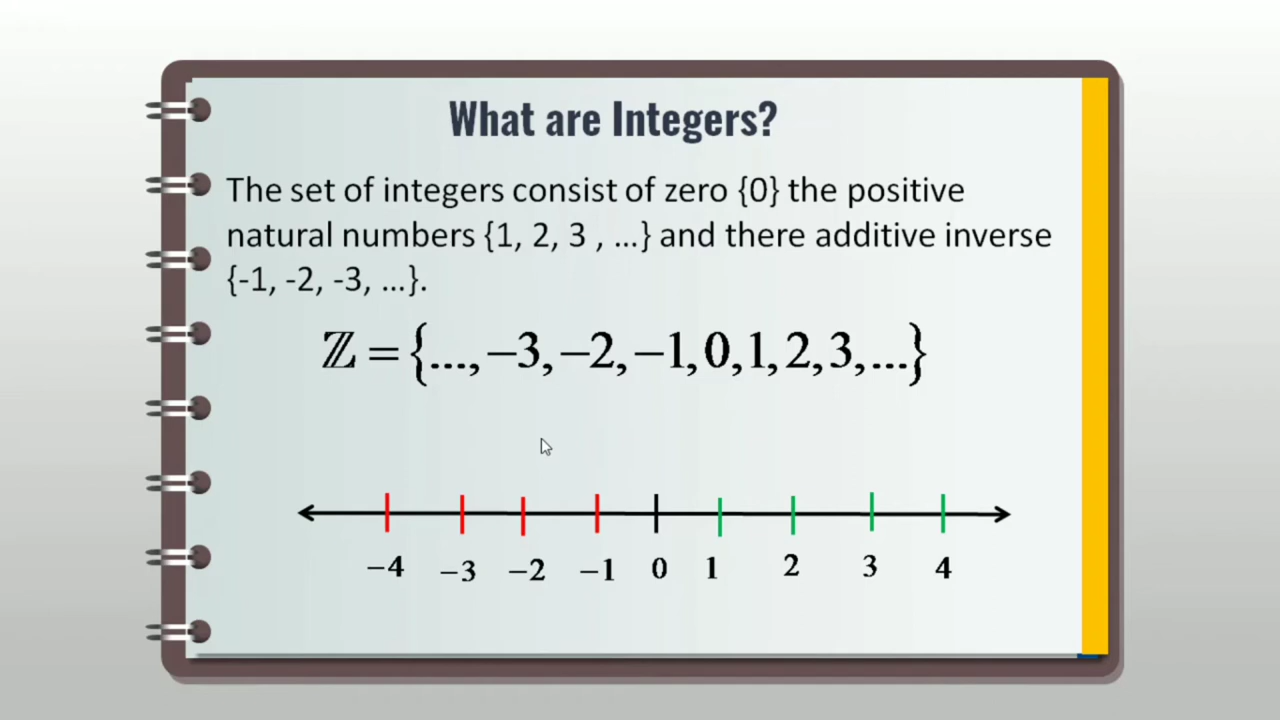 What are Integers?
The set of integers consist of zero {0} the positive
natural numbers {1, 2, 3 , ...} and there additive inverse
{-1, -2, -3, ...}.
ℤ = {..., −3, −2, −1, 0, 1, 2, 3, ...}
−4 −3 −2 −1 0 1 2 3 4